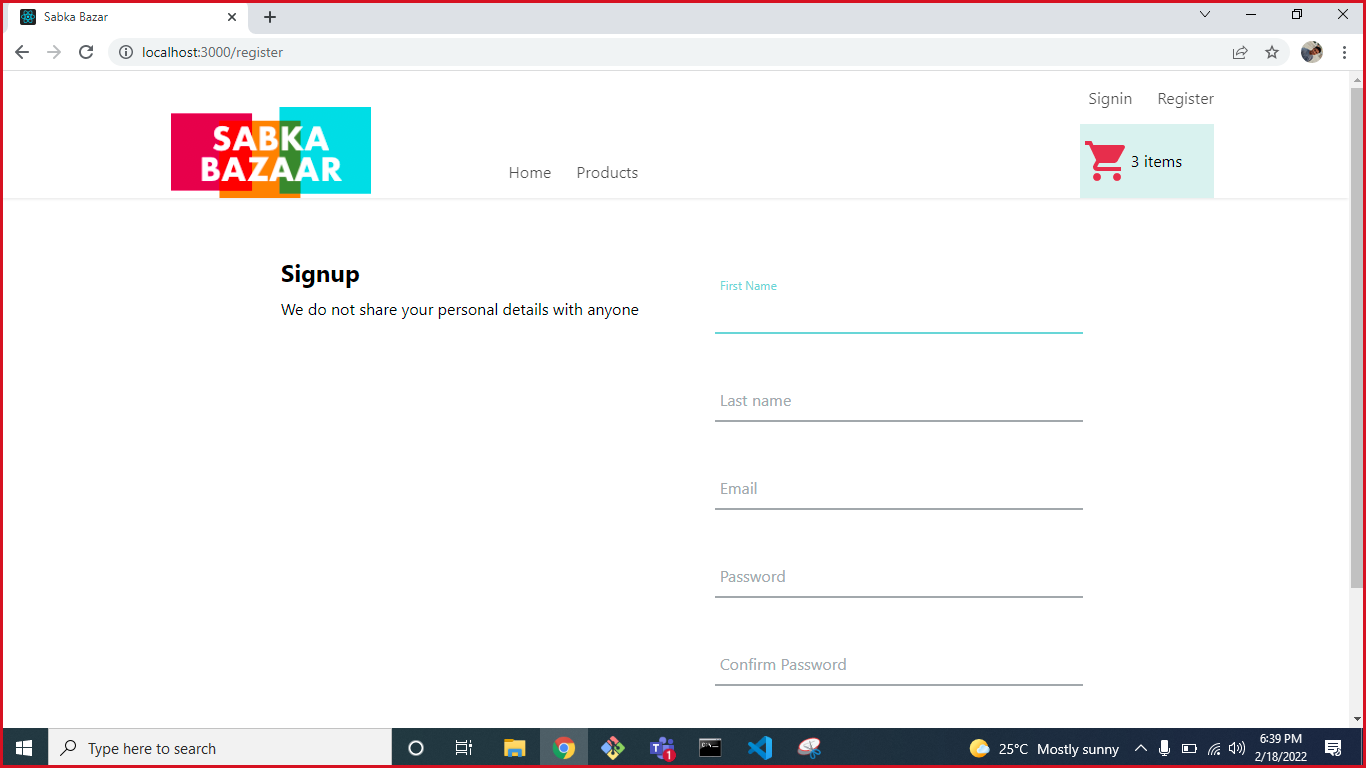 Sabka Bazar
localhost:3000/register
Signin Register
SABKA
BAZAAR
Home Products
3 items
Signup
We do not share your personal details with anyone
First Name
Last name
Email
Password
Confirm Password
Type here to search
1
25°C Mostly sunny
6:39 PM
2/18/2022